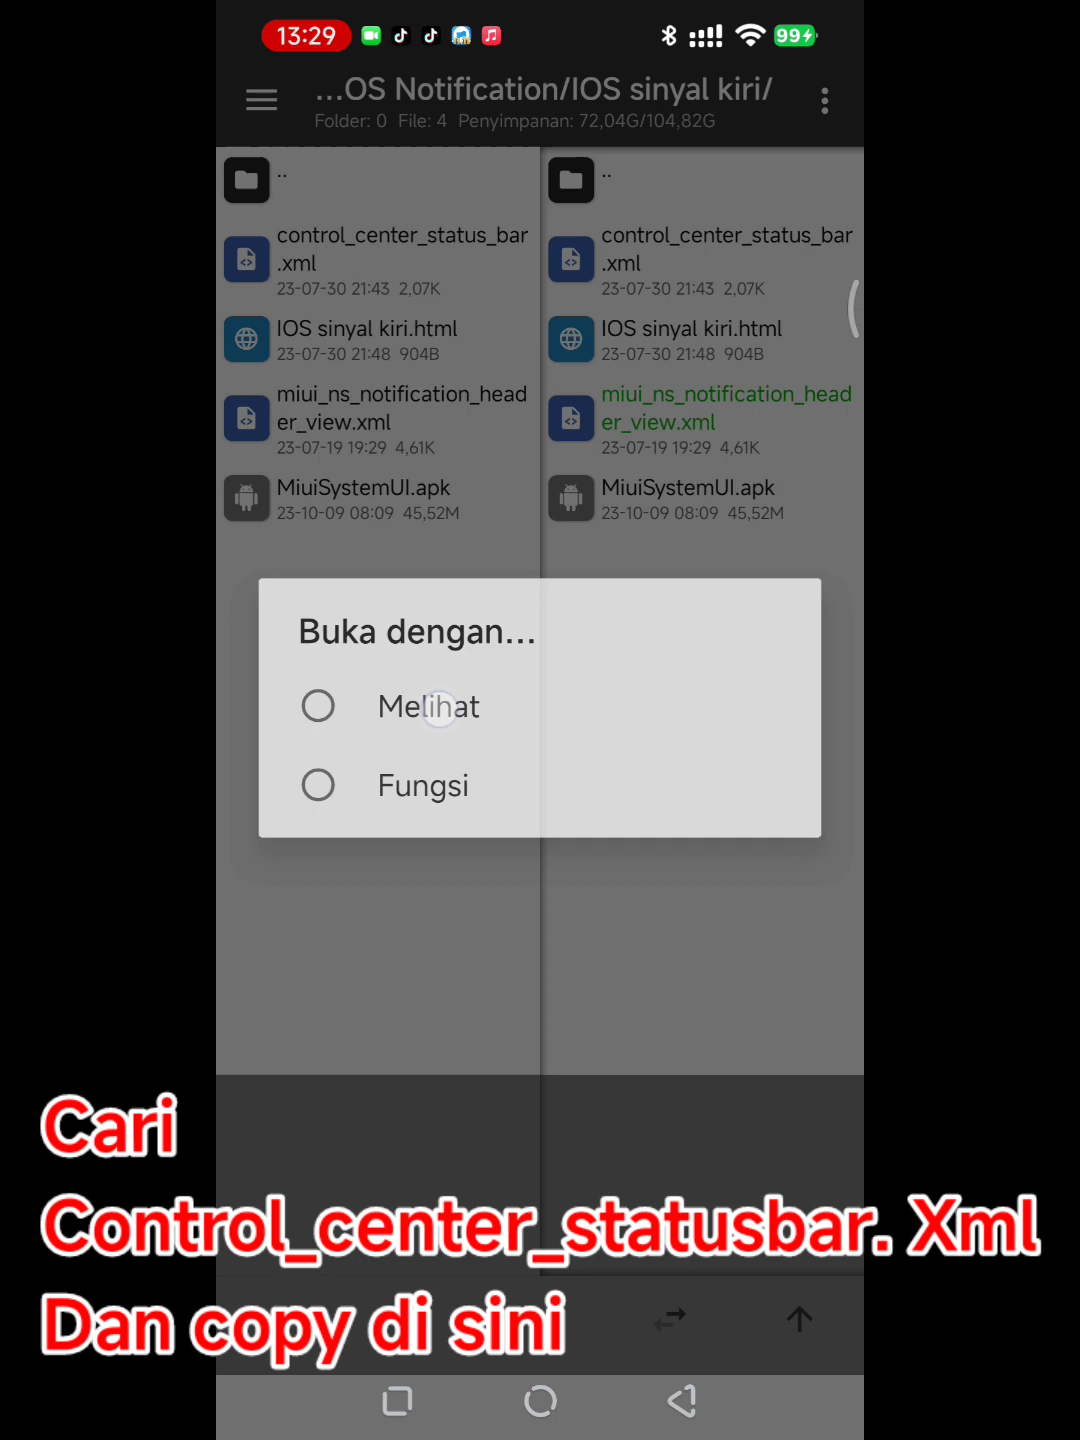 13:29
99
...OS Notification/IOS sinyal kiri/
Folder: 0 File: 4 Penyimpanan: 72,04G/104,82G
..
control_center_status_bar
.xml
23-07-30 21:43 2,07K
IOS sinyal kiri.html
23-07-30 21:48 904B
miui_ns_notification_head
er_view.xml
23-07-19 19:29 4,61K
MiuiSystemUI.apk
23-10-09 08:09 45,52M
..
control_center_status_bar
.xml
23-07-30 21:43 2,07K
IOS sinyal kiri.html
23-07-30 21:48 904B
miui_ns_notification_head
er_view.xml
23-07-19 19:29 4,61K
MiuiSystemUI.apk
23-10-09 08:09 45,52M
Buka dengan...
Melihat
Fungsi
Cari
Control_center_statusbar. Xml
Dan copy di sini